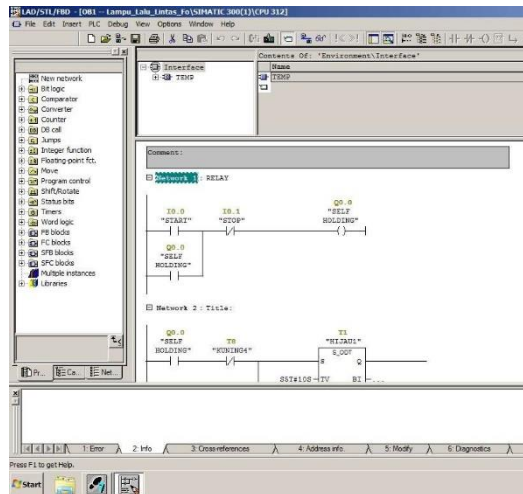 LAD/STL/FBD - [OB1 -- Lampu_Lalu_Lintas_Fo\SIMATIC 300(1)\CPU 312]
File Edit Insert PLC Debug View Options Window Help
Contents Of: 'Environment\Interface'
Interface
TEMP
Name
TEMP
New network
Bit logic
Comparator
Converter
Counter
DB call
Jumps
Integer function
Floating-point fct.
Move
Program control
Shift/Rotate
Status bits
Timers
Word logic
FB blocks
FC blocks
SFB blocks
SFC blocks
Multiple instances
Libraries
Pr...
Ca...
Net...
Comment:
Network 1 : RELAY
I0.0 I0.1 Q0.0
"START" "STOP" "SELF
HOLDING"
Q0.0
"SELF
HOLDING"
Network 2 : Title:
Q0.0 T8 T1
"SELF "KUNING4" "HIJAU1"
HOLDING"
S_ODT
S Q
S5T#10S TV BI ...
1: Error 2: Info 3: Cross-references 4: Address info. 5: Modify 6: Diagnostics
Press F1 to get Help.
Start